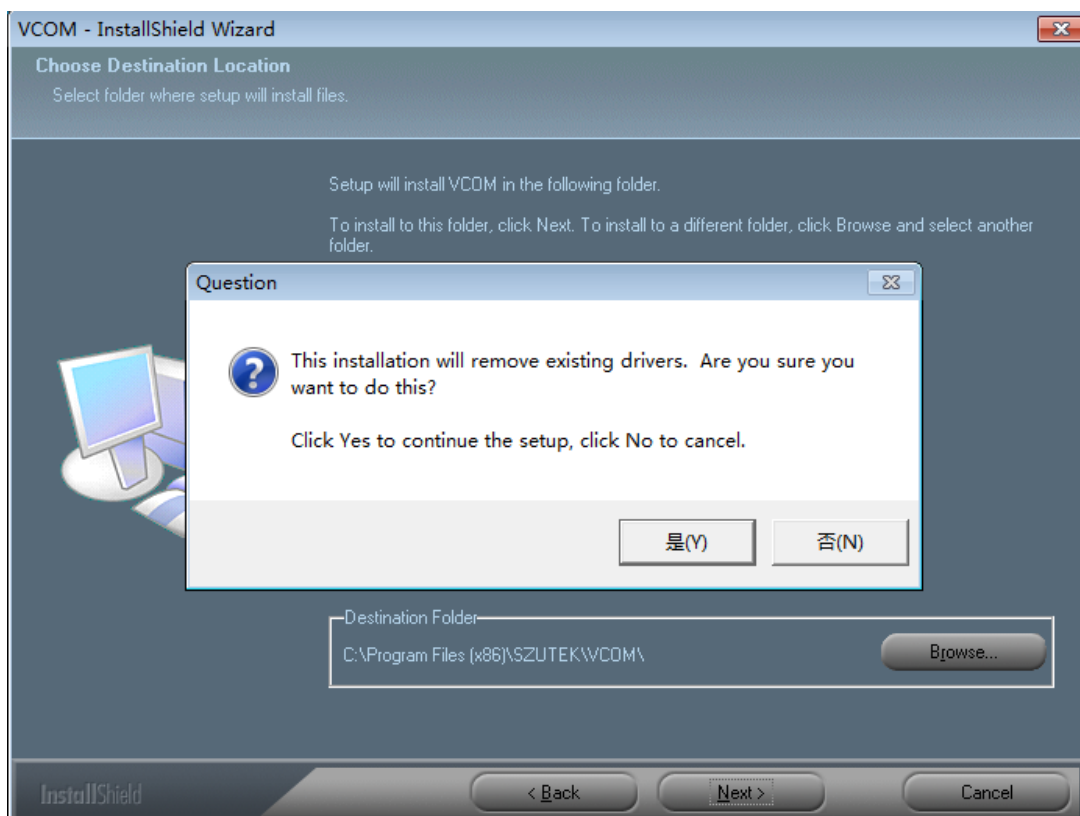 VCOM - InstallShield Wizard
Choose Destination Location
Select folder where setup will install files.
Setup will install VCOM in the following folder.
To install to this folder, click Next. To install to a different folder, click Browse and select another
folder.
Question
This installation will remove existing drivers.  Are you sure you
want to do this?
Click Yes to continue the setup, click No to cancel.
是(Y)
否(N)
Destination Folder
C:\Program Files (x86)\SZUTEK\VCOM\
Browse...
InstallShield
< Back
Next >
Cancel